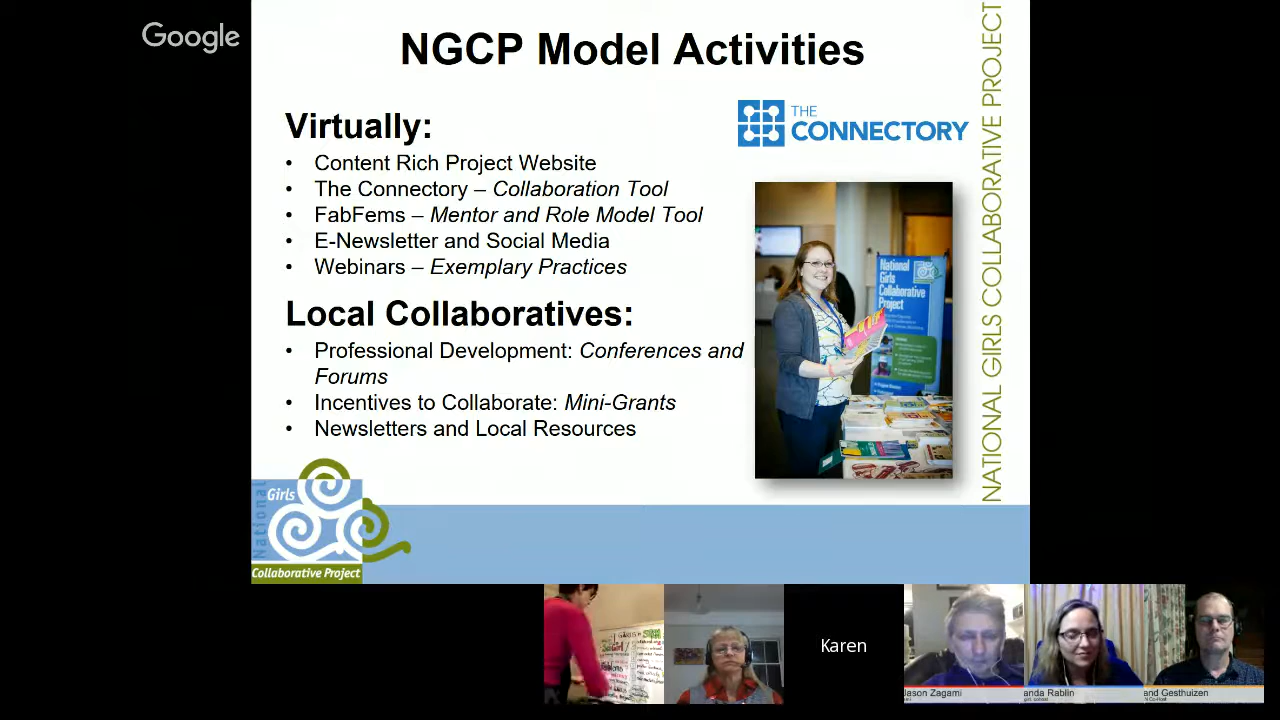 Google
NGCP Model Activities
THE
CONNECTORY
Virtually:
• Content Rich Project Website
• The Connectory – Collaboration Tool
• FabFems – Mentor and Role Model Tool
• E-Newsletter and Social Media
• Webinars – Exemplary Practices
Local Collaboratives:
• Professional Development: Conferences and
Forums
• Incentives to Collaborate: Mini-Grants
• Newsletters and Local Resources
National
Girls
Collaborative
Project
NATIONAL GIRLS COLLABORATIVE PROJECT
National
Girls
Collaborative Project
Karen
Jason Zagami
anda Rablin
and Gesthuizen